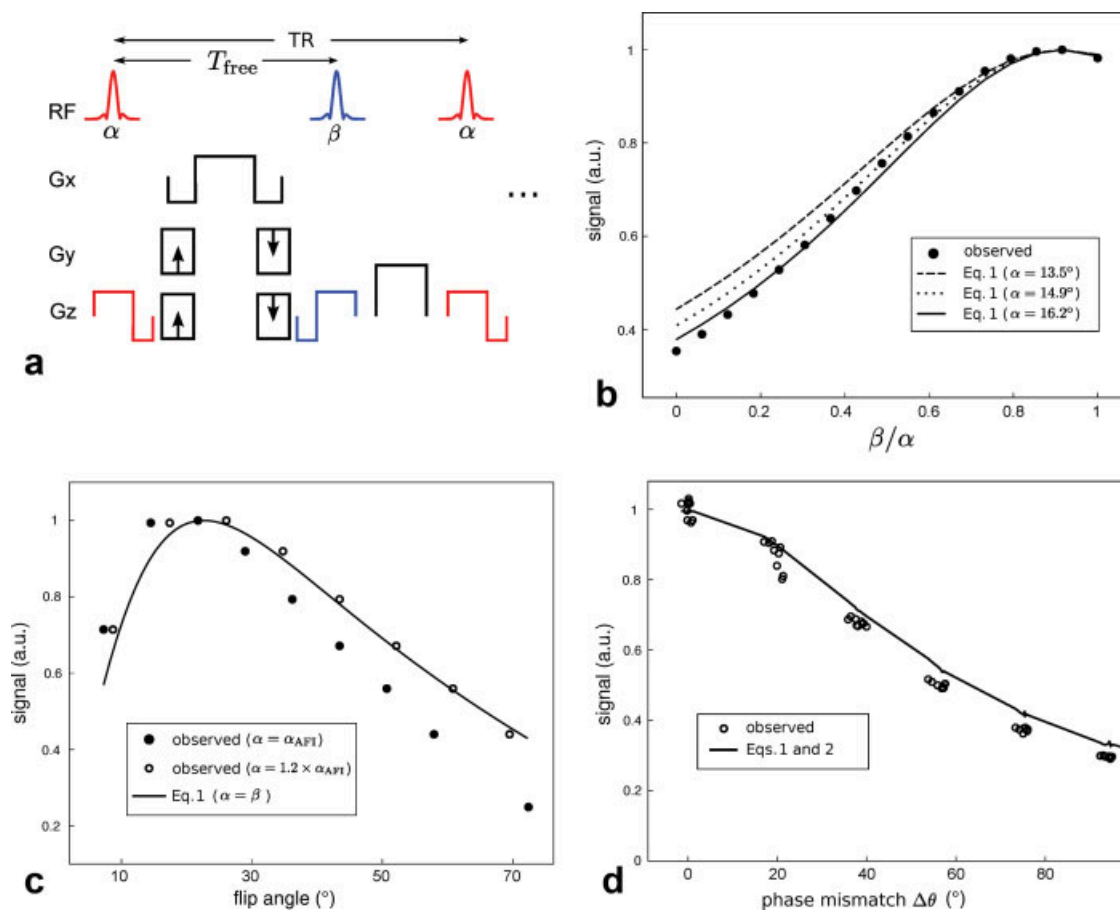 TR
T_free
RF
α
β
α
Gx
...
Gy
Gz
a
signal (a.u.)
1
0.8
0.6
0.4
observed
Eq. 1 (α = 13.5°)
Eq. 1 (α = 14.9°)
Eq. 1 (α = 16.2°)
0
0.2
0.4
0.6
0.8
1
b
β/α
signal (a.u.)
1
0.8
0.6
0.4
0.2
observed (α = α_AFI)
observed (α = 1.2 × α_AFI)
Eq.1 (α = β )
10
30
50
70
c
flip angle (°)
signal (a.u.)
1
0.8
0.6
0.4
0.2
0
observed
Eqs. 1 and 2
0
20
40
60
80
d
phase mismatch Δθ (°)